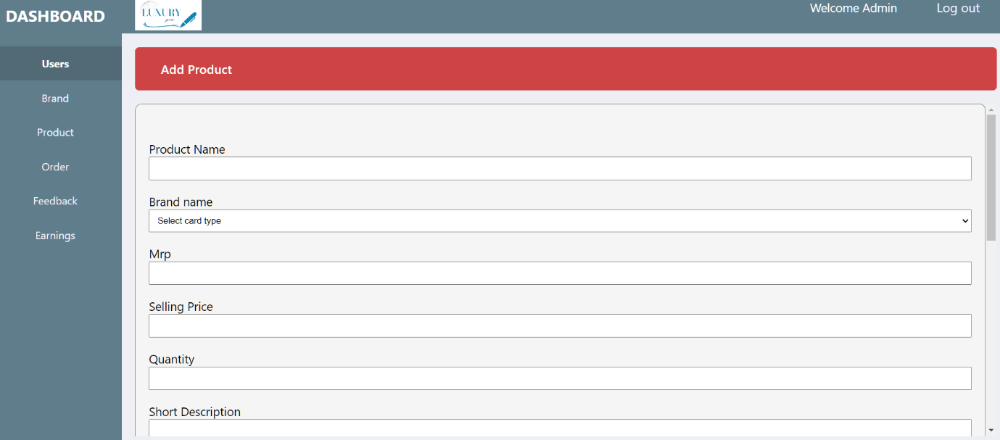 DASHBOARD
LUXURY
pen
Welcome Admin
Log out
Users
Brand
Product
Order
Feedback
Earnings
Add Product
Product Name
Brand name
Select card type
Mrp
Selling Price
Quantity
Short Description